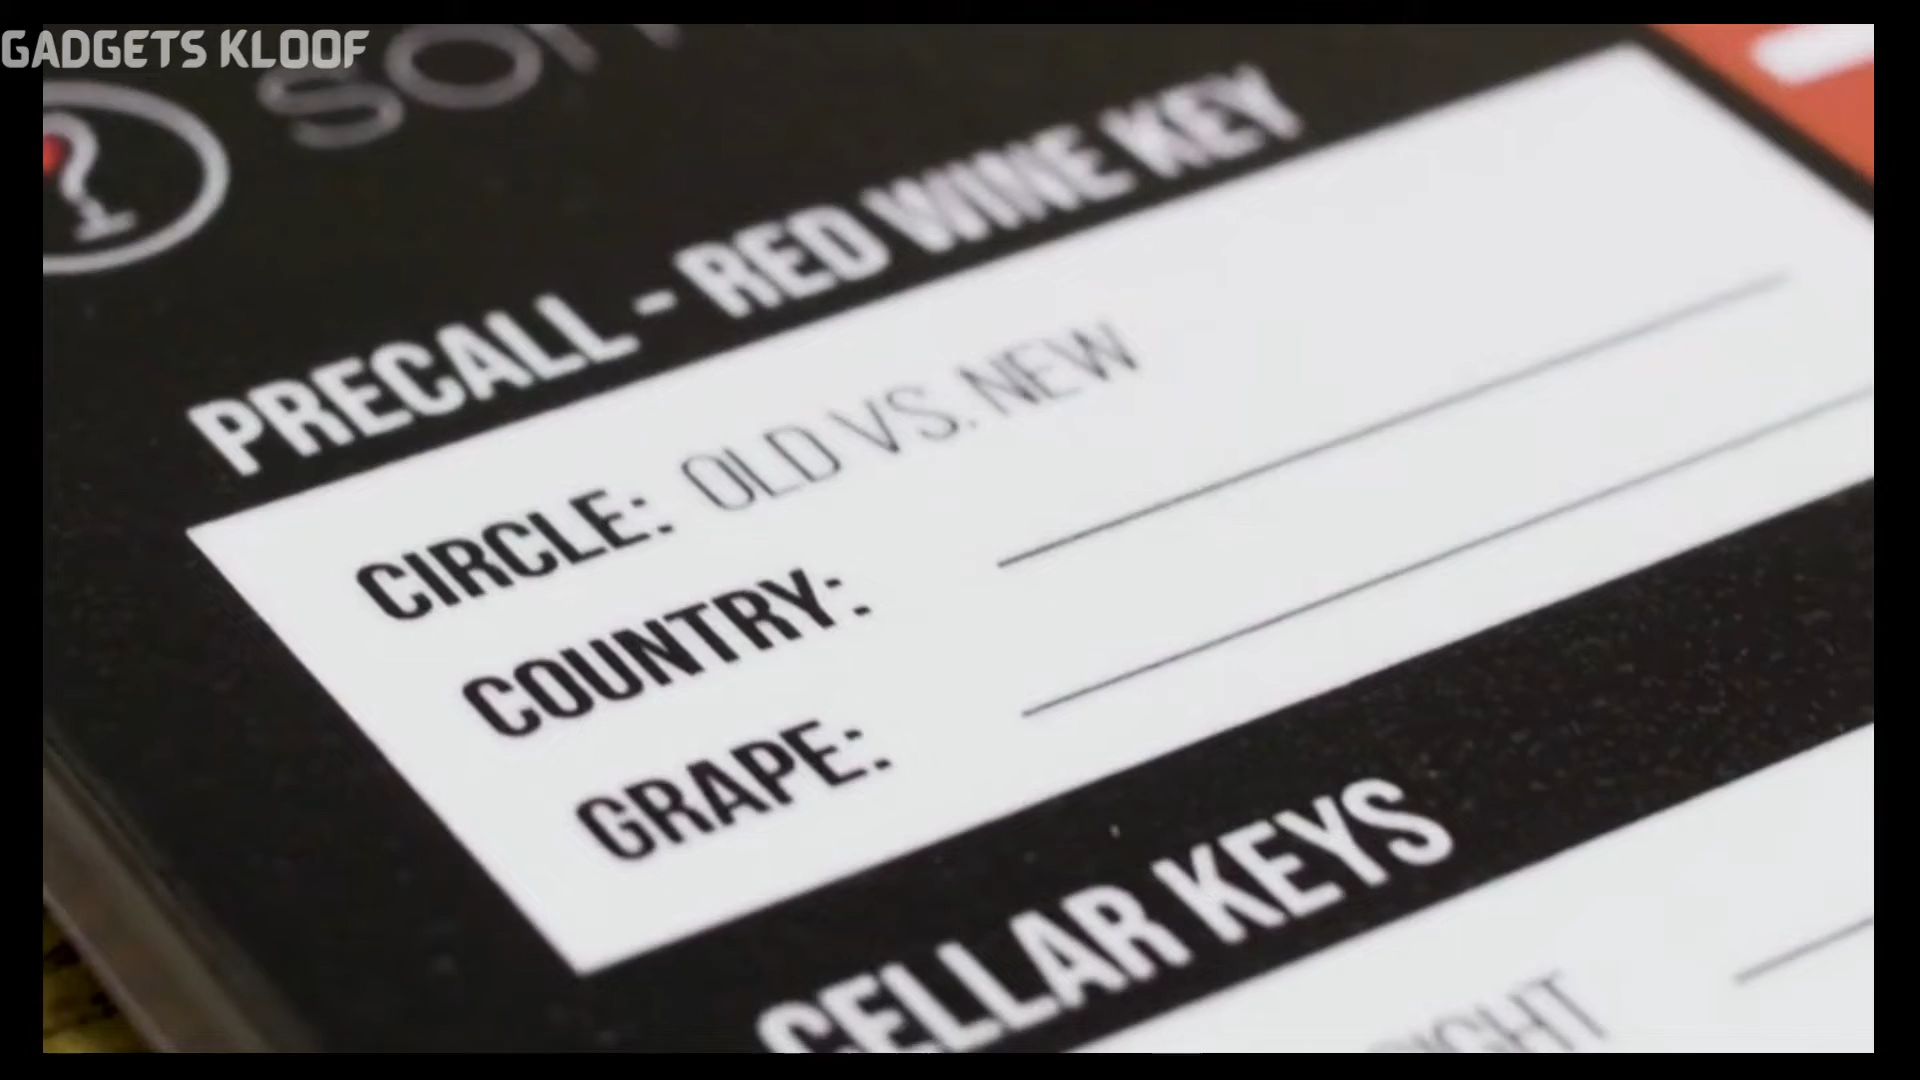 GADGETS KLOOF
PRECALL - RED WINE KEY
CIRCLE: OLD VS. NEW
COUNTRY:
GRAPE:
CELLAR KEYS